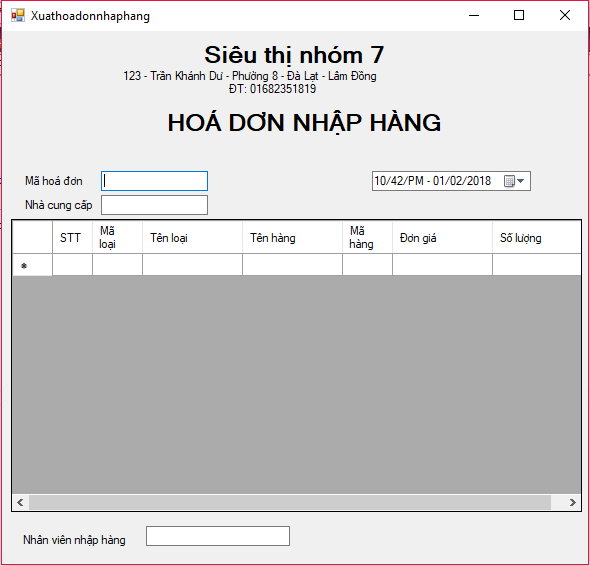 Xuathoadonnhaphang
Siêu thị nhóm 7
123 - Trần Khánh Dư - Phường 8 - Đà Lạt - Lâm Đồng
ĐT: 01682351819
HOÁ DƠN NHẬP HÀNG
Mã hoá đơn
10/42/PM - 01/02/2018
Nhà cung cấp
STT Mã loại Tên loại Tên hàng Mã hàng Đơn giá Số lượng
Nhân viên nhập hàng